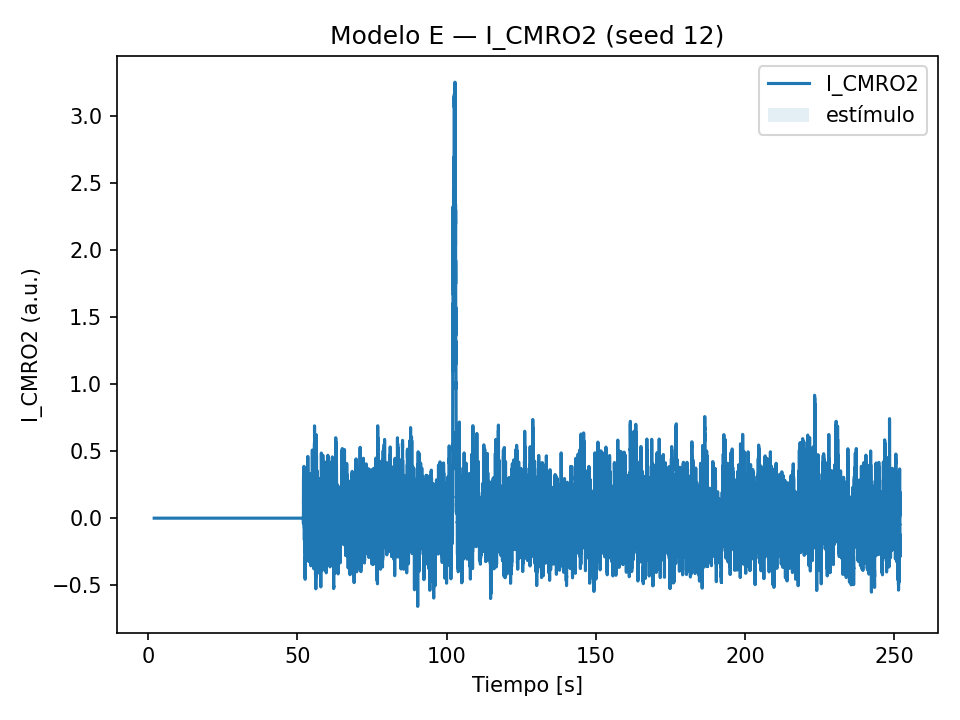 Modelo E — I_CMRO2 (seed 12)
I_CMRO2
estímulo
I_CMRO2 (a.u.)
3.0
2.5
2.0
1.5
1.0
0.5
0.0
−0.5
0 50 100 150 200 250
Tiempo [s]